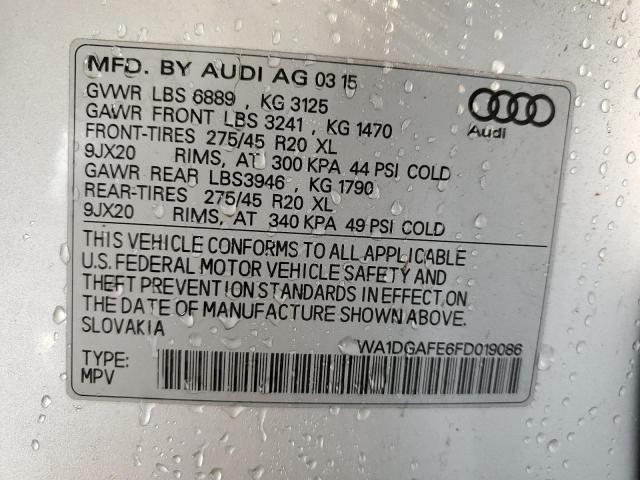 MFD. BY AUDI AG 03 15
GVWR LBS 6889 , KG 3125
GAWR FRONT LBS 3241 , KG 1470
FRONT-TIRES 275/45 R20 XL
9JX20 RIMS, AT 300 KPA 44 PSI COLD
GAWR REAR LBS3946 , KG 1790
REAR-TIRES 275/45 R20 XL
9JX20 RIMS, AT 340 KPA 49 PSI COLD
Audi
THIS VEHICLE CONFORMS TO ALL APPLICABLE
U.S. FEDERAL MOTOR VEHICLE SAFETY AND
THEFT PREVENTION STANDARDS IN EFFECT ON
THE DATE OF MANUFACTURE SHOWN ABOVE
SLOVAKIA
WA1DGAFE6FD019086
TYPE:
MPV